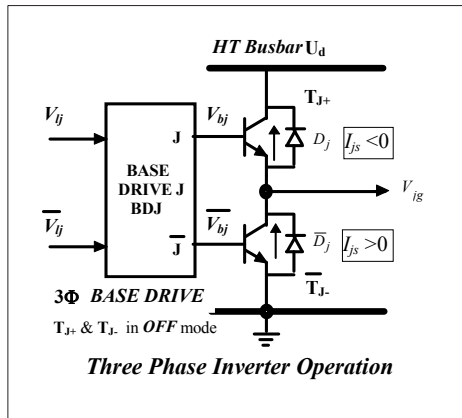 HT Busbar U_d
T_J+
V_lj
V_bj
J
D_j
I_js <0
BASE
DRIVE J
BDJ
V_jg
V̅_lj
V̅_bj
J̅
D̅_j
I_js >0
3Φ BASE DRIVE
T̅_J-
T_J+ & T_J- in OFF mode
Three Phase Inverter Operation